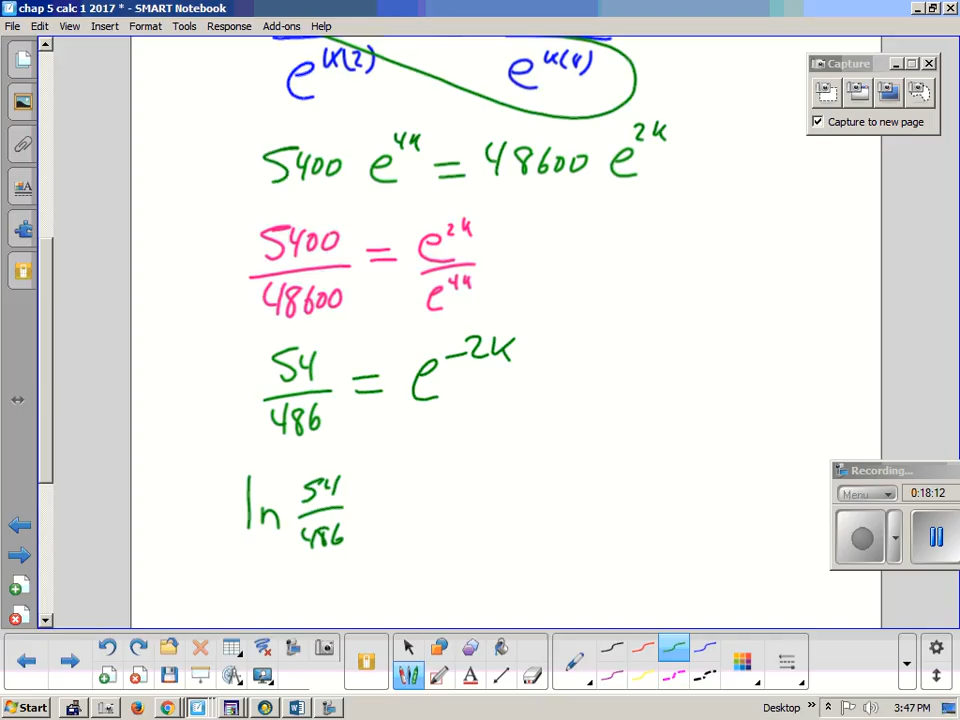 chap 5 calc 1 2017 * - SMART Notebook
File Edit View Insert Format Tools Response Add-ons Help
Capture
Capture to new page
e^{k(2)} e^{k(4)}
5400 e^{4k} = 48600 e^{2k}
5400/48600 = e^{2k}/e^{4k}
54/486 = e^{-2k}
ln 54/486
Recording...
Menu
0:18:12
Start
Desktop
3:47 PM